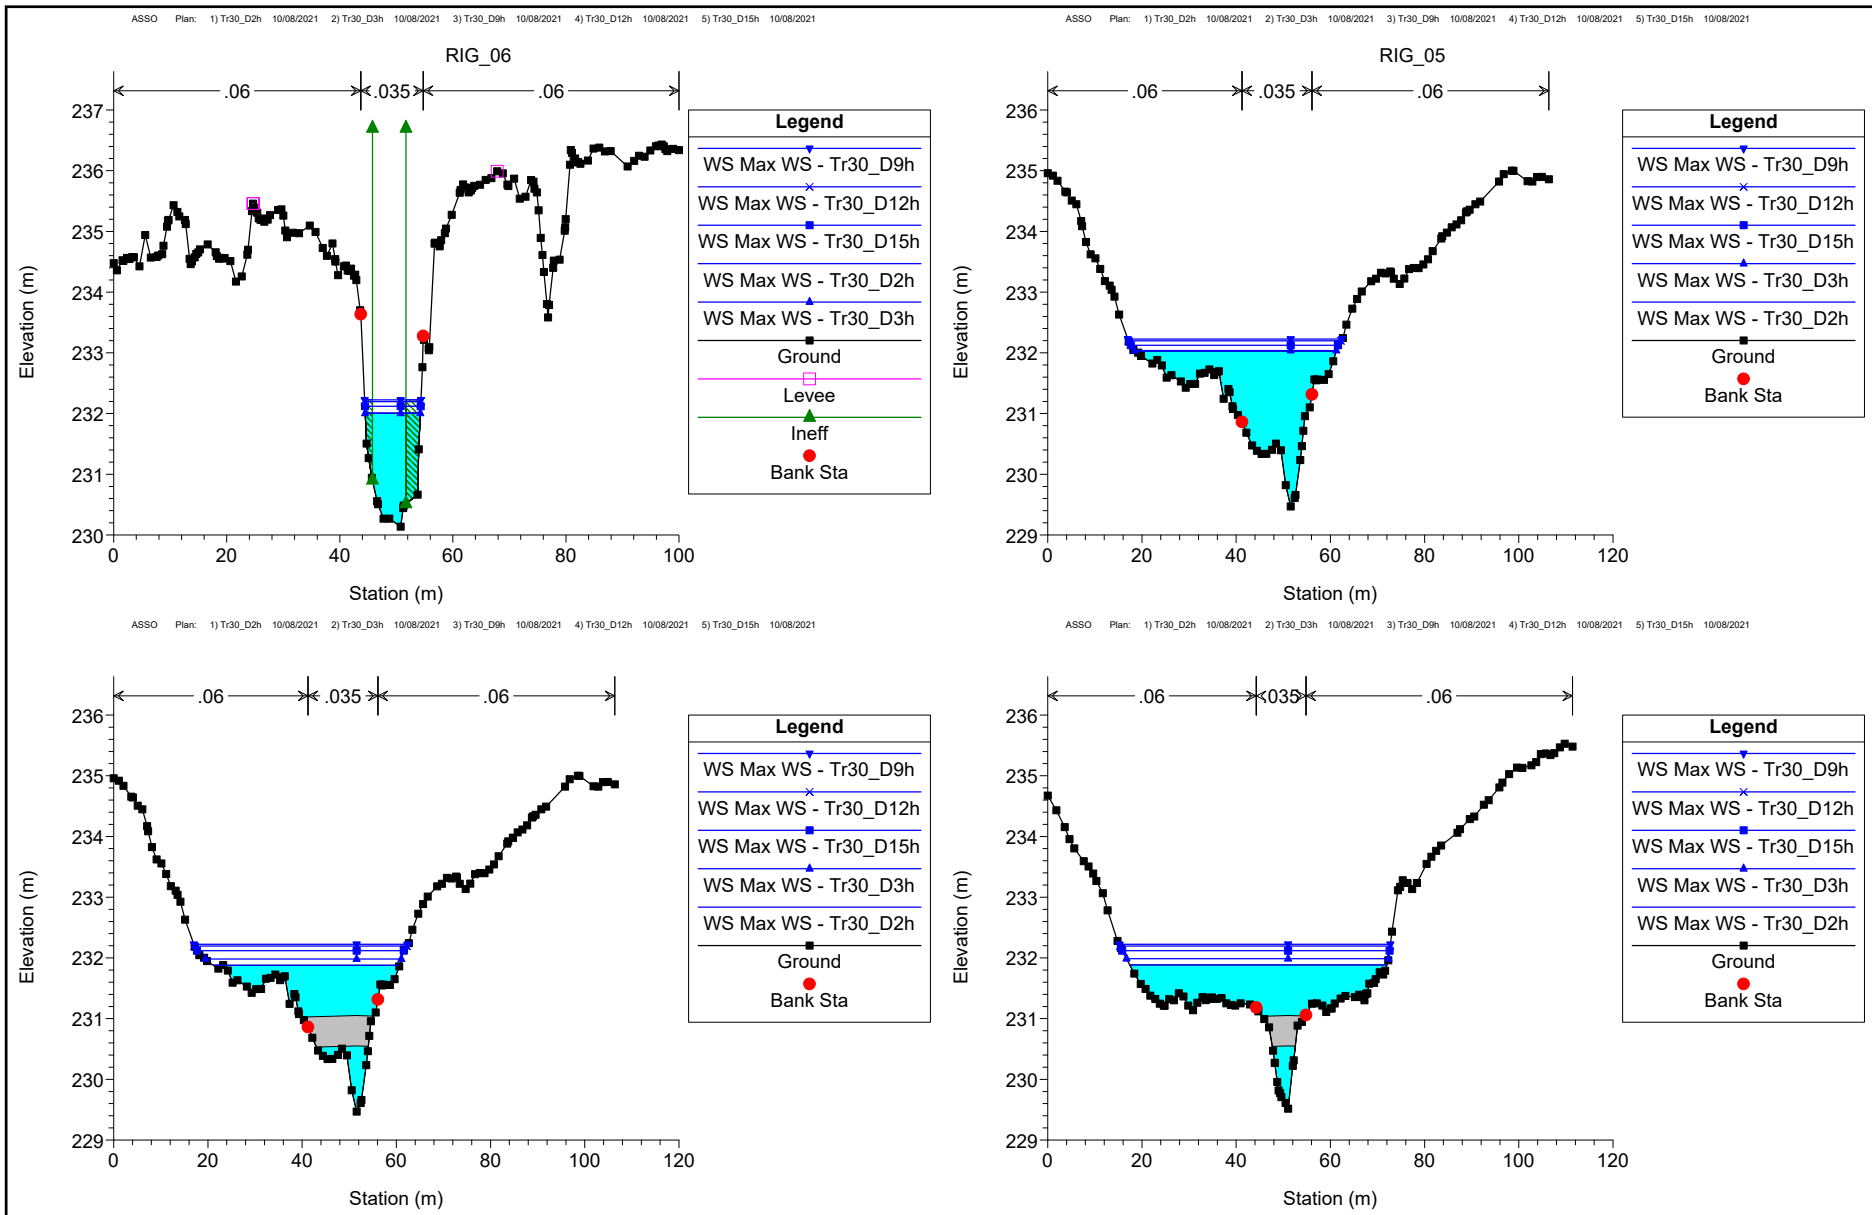 ASSO Plan: 1) Tr30_D2h 10/08/2021 2) Tr30_D3h 10/08/2021 3) Tr30_D9h 10/08/2021 4) Tr30_D12h 10/08/2021 5) Tr30_D15h 10/08/2021
RIG_06
.06 .035 .06
237
236
235
234
233
232
231
230
Elevation (m)
0 20 40 60 80 100
Station (m)
Legend
WS Max WS - Tr30_D9h
WS Max WS - Tr30_D12h
WS Max WS - Tr30_D15h
WS Max WS - Tr30_D2h
WS Max WS - Tr30_D3h
Ground
Levee
Ineff
Bank Sta
ASSO Plan: 1) Tr30_D2h 10/08/2021 2) Tr30_D3h 10/08/2021 3) Tr30_D9h 10/08/2021 4) Tr30_D12h 10/08/2021 5) Tr30_D15h 10/08/2021
RIG_05
.06 .035 .06
236
235
234
233
232
231
230
229
Elevation (m)
0 20 40 60 80 100 120
Station (m)
Legend
WS Max WS - Tr30_D9h
WS Max WS - Tr30_D12h
WS Max WS - Tr30_D15h
WS Max WS - Tr30_D3h
WS Max WS - Tr30_D2h
Ground
Bank Sta
ASSO Plan: 1) Tr30_D2h 10/08/2021 2) Tr30_D3h 10/08/2021 3) Tr30_D9h 10/08/2021 4) Tr30_D12h 10/08/2021 5) Tr30_D15h 10/08/2021
.06 .035 .06
236
235
234
233
232
231
230
229
Elevation (m)
0 20 40 60 80 100 120
Station (m)
Legend
WS Max WS - Tr30_D9h
WS Max WS - Tr30_D12h
WS Max WS - Tr30_D15h
WS Max WS - Tr30_D3h
WS Max WS - Tr30_D2h
Ground
Bank Sta
ASSO Plan: 1) Tr30_D2h 10/08/2021 2) Tr30_D3h 10/08/2021 3) Tr30_D9h 10/08/2021 4) Tr30_D12h 10/08/2021 5) Tr30_D15h 10/08/2021
.06 .035 .06
236
235
234
233
232
231
230
229
Elevation (m)
0 20 40 60 80 100 120
Station (m)
Legend
WS Max WS - Tr30_D9h
WS Max WS - Tr30_D12h
WS Max WS - Tr30_D15h
WS Max WS - Tr30_D3h
WS Max WS - Tr30_D2h
Ground
Bank Sta